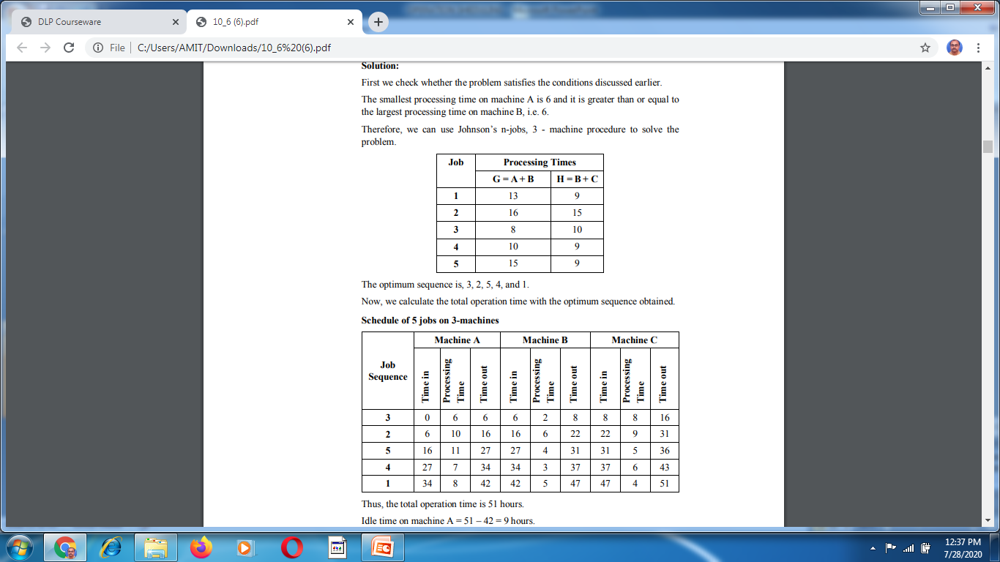 DLP Courseware
10_6 (6).pdf
File
C:/Users/AMIT/Downloads/10_6%20(6).pdf
Solution:
First we check whether the problem satisfies the conditions discussed earlier.
The smallest processing time on machine A is 6 and it is greater than or equal to
the largest processing time on machine B, i.e. 6.
Therefore, we can use Johnson's n-jobs, 3 - machine procedure to solve the
problem.
Job Processing Times
G = A + B H = B + C
1 13 9
2 16 15
3 8 10
4 10 9
5 15 9
The optimum sequence is, 3, 2, 5, 4, and 1.
Now, we calculate the total operation time with the optimum sequence obtained.
Schedule of 5 jobs on 3-machines
Job Sequence Machine A Machine B Machine C
Time in Processing Time Time out Time in Processing Time Time out Time in Processing Time Time out
3 0 6 6 6 2 8 8 8 16
2 6 10 16 16 6 22 22 9 31
5 16 11 27 27 4 31 31 5 36
4 27 7 34 34 3 37 37 6 43
1 34 8 42 42 5 47 47 4 51
Thus, the total operation time is 51 hours.
Idle time on machine A = 51 – 42 = 9 hours.
12:37 PM
7/28/2020